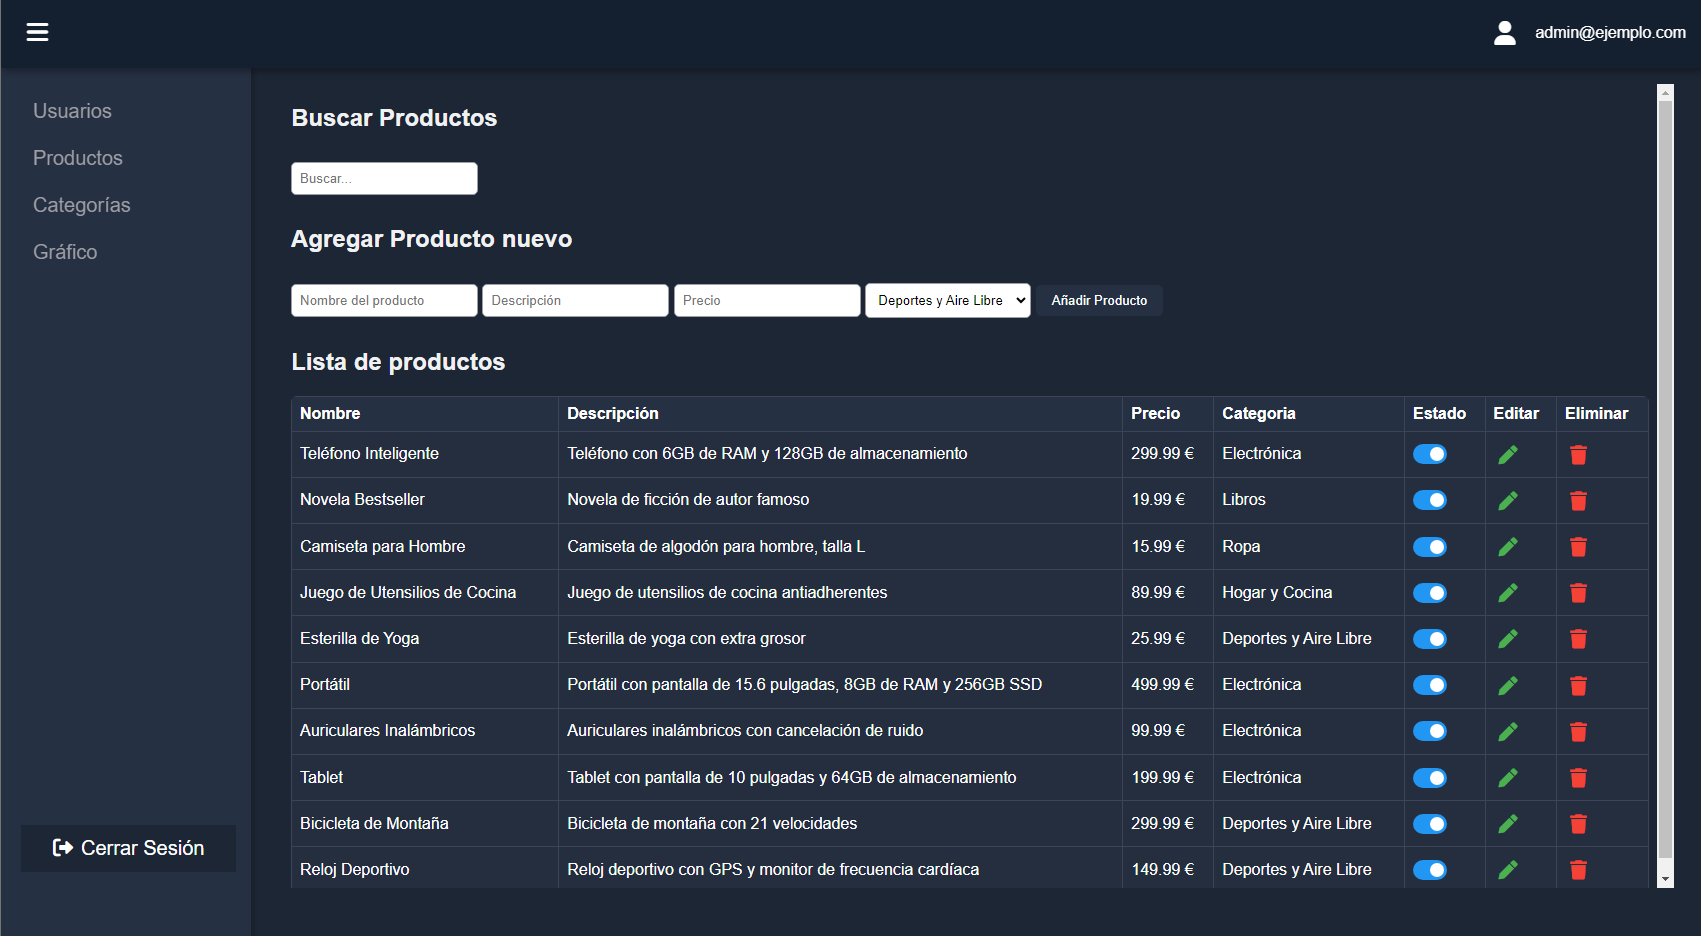 admin@ejemplo.com
Usuarios
Productos
Categorías
Gráfico
Cerrar Sesión
Buscar Productos
Buscar...
Agregar Producto nuevo
Nombre del producto Descripción Precio Deportes y Aire Libre Añadir Producto
Lista de productos
Nombre Descripción Precio Categoria Estado Editar Eliminar
Teléfono Inteligente Teléfono con 6GB de RAM y 128GB de almacenamiento 299.99 € Electrónica
Novela Bestseller Novela de ficción de autor famoso 19.99 € Libros
Camiseta para Hombre Camiseta de algodón para hombre, talla L 15.99 € Ropa
Juego de Utensilios de Cocina Juego de utensilios de cocina antiadherentes 89.99 € Hogar y Cocina
Esterilla de Yoga Esterilla de yoga con extra grosor 25.99 € Deportes y Aire Libre
Portátil Portátil con pantalla de 15.6 pulgadas, 8GB de RAM y 256GB SSD 499.99 € Electrónica
Auriculares Inalámbricos Auriculares inalámbricos con cancelación de ruido 99.99 € Electrónica
Tablet Tablet con pantalla de 10 pulgadas y 64GB de almacenamiento 199.99 € Electrónica
Bicicleta de Montaña Bicicleta de montaña con 21 velocidades 299.99 € Deportes y Aire Libre
Reloj Deportivo Reloj deportivo con GPS y monitor de frecuencia cardíaca 149.99 € Deportes y Aire Libre